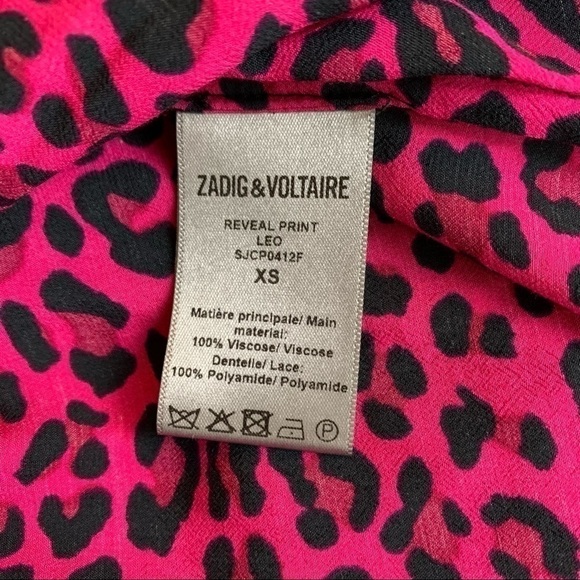 ZADIG&VOLTAIRE
REVEAL PRINT
LEO
SJCP0412F
XS
Matière principale/ Main
material:
100% Viscose/ Viscose
Dentelle/ Lace:
100% Polyamide/ Polyamide
P